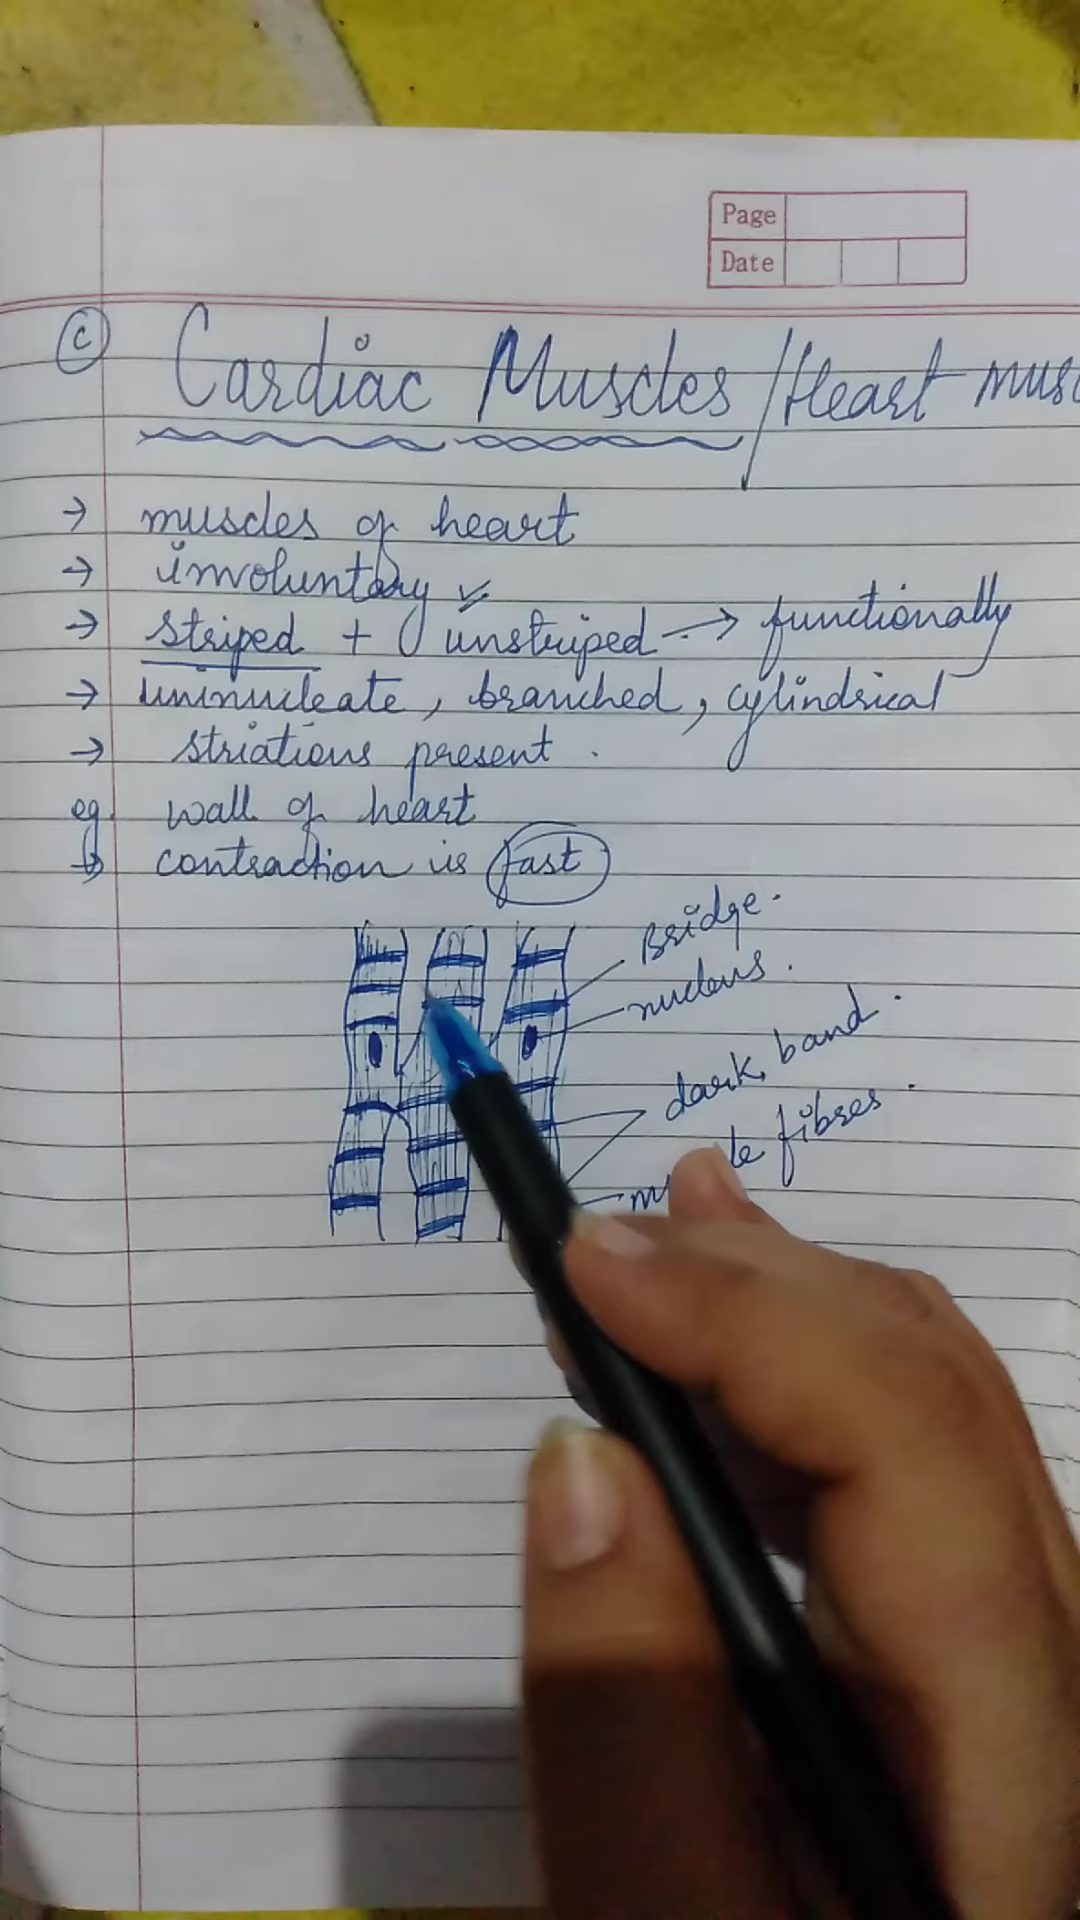 Page
Date
(c) Cardiac Muscles / Heart musc
→ muscles of heart
→ involuntary ✓
→ striped + unstriped → functionally
→ uninucleate, branched, cylindrical
→ striations present.
eg. wall of heart
→ contraction is fast
Bridge.
nucleus.
dark band.
fibres.